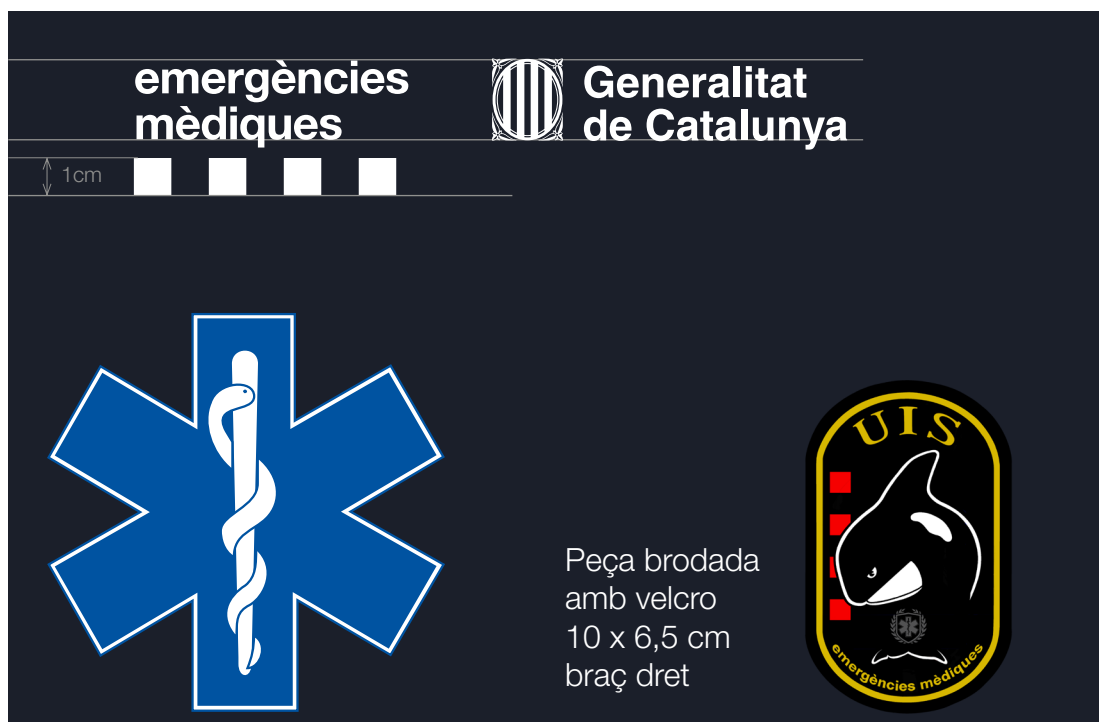 emergències
mèdiques
Generalitat
de Catalunya
1cm
UIS
Peça brodada
amb velcro
10 x 6,5 cm
braç dret
emergències mèdiques